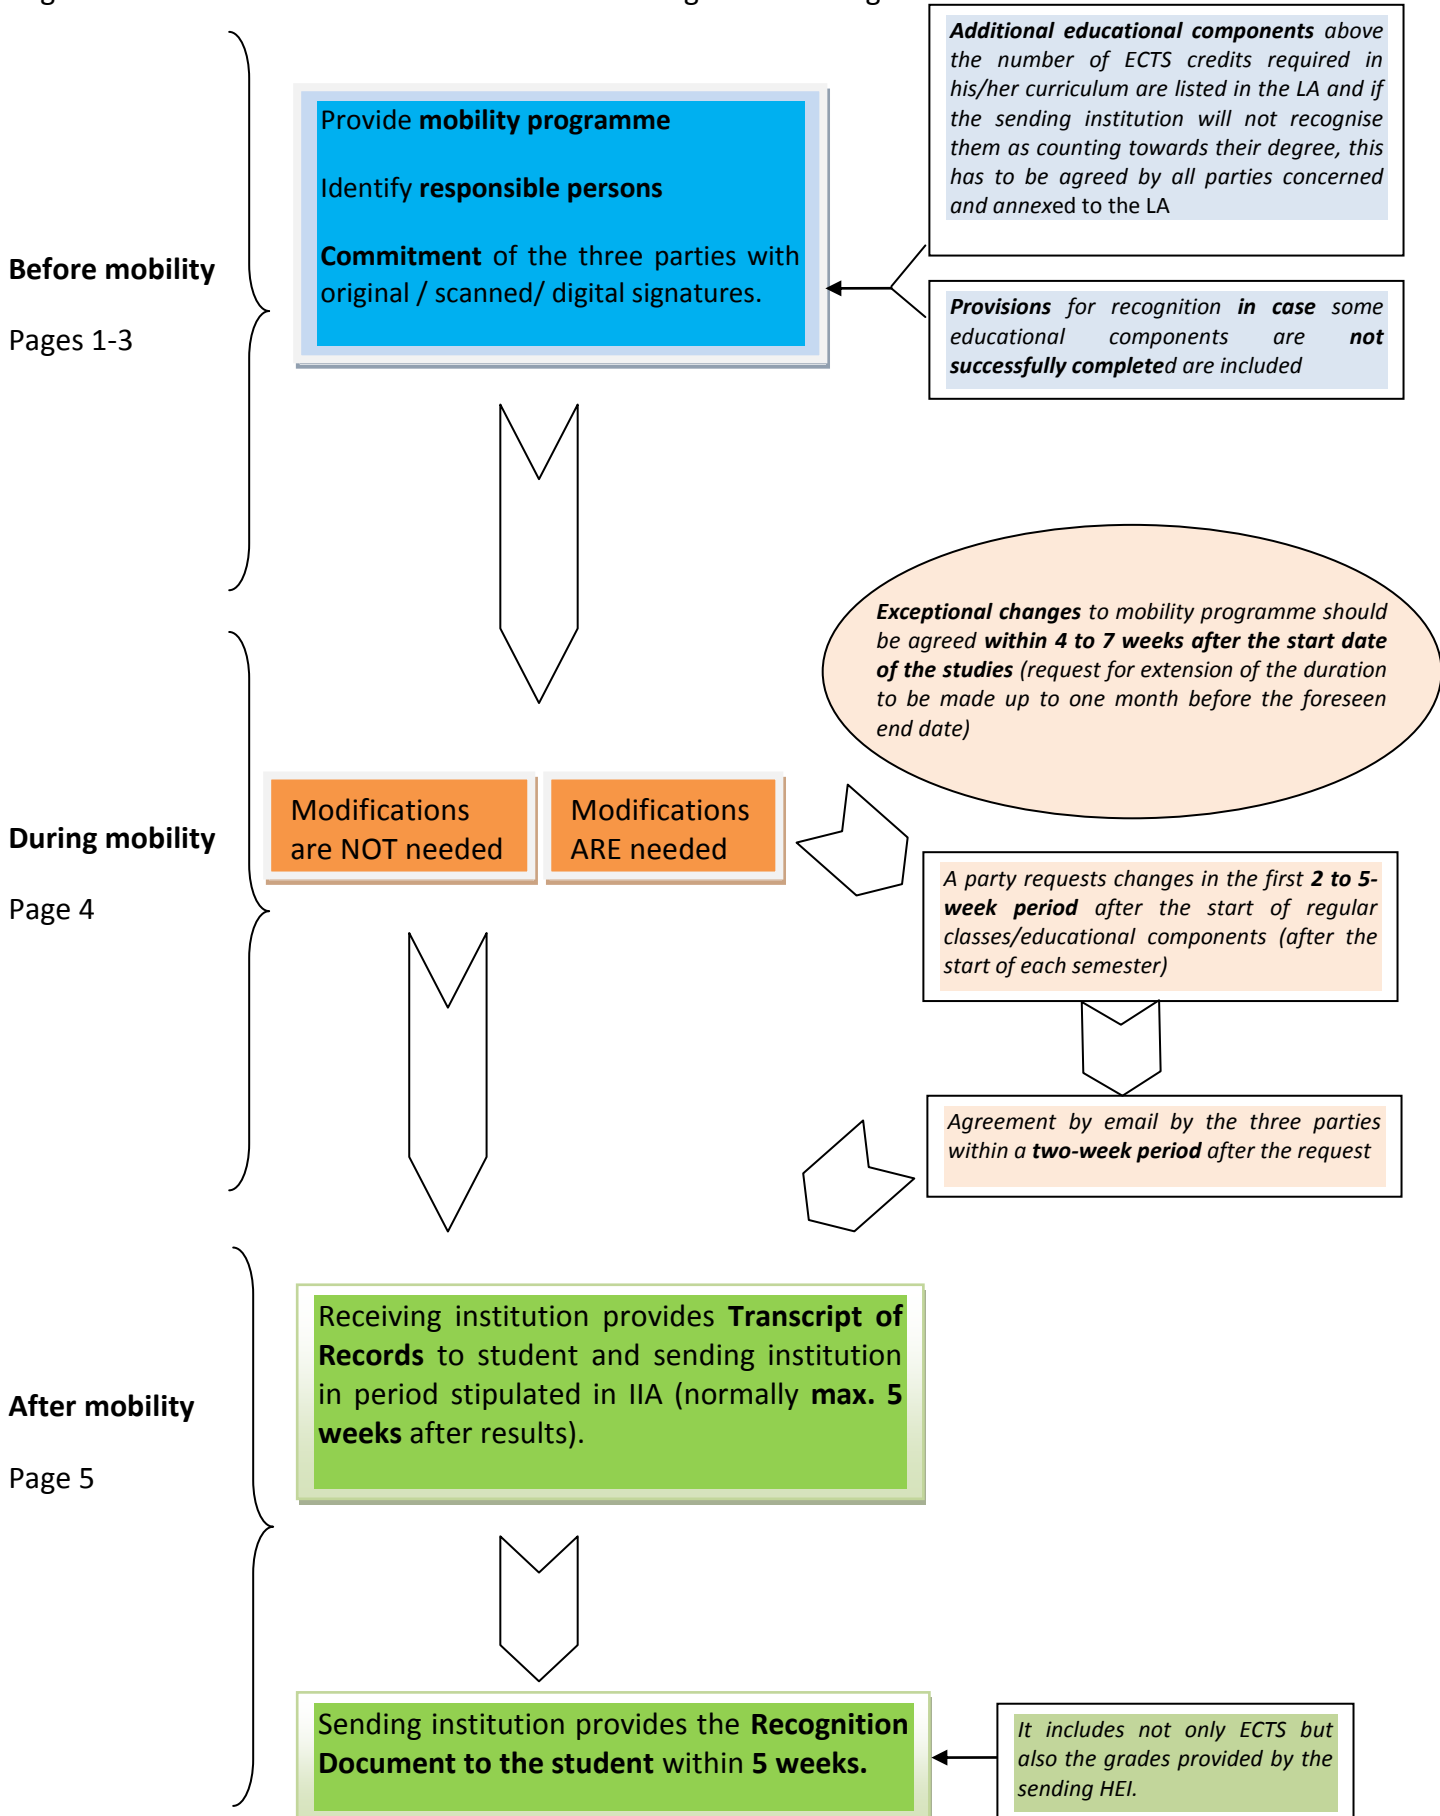 Additional educational components above
the number of ECTS credits required in
his/her curriculum are listed in the LA and if
the sending institution will not recognise
them as counting towards their degree, this
has to be agreed by all parties concerned
and annexed to the LA
Provide mobility programme
Identify responsible persons
Commitment of the three parties with
original / scanned/ digital signatures.
Before mobility
Pages 1-3
Provisions for recognition in case some
educational components are not
successfully completed are included
Exceptional changes to mobility programme should
be agreed within 4 to 7 weeks after the start date
of the studies (request for extension of the duration
to be made up to one month before the foreseen
end date)
During mobility
Page 4
Modifications
are NOT needed
Modifications
ARE needed
A party requests changes in the first 2 to 5-
week period after the start of regular
classes/educational components (after the
start of each semester)
Agreement by email by the three parties
within a two-week period after the request
After mobility
Page 5
Receiving institution provides Transcript of
Records to student and sending institution
in period stipulated in IIA (normally max. 5
weeks after results).
Sending institution provides the Recognition
Document to the student within 5 weeks.
It includes not only ECTS but
also the grades provided by the
sending HEI.